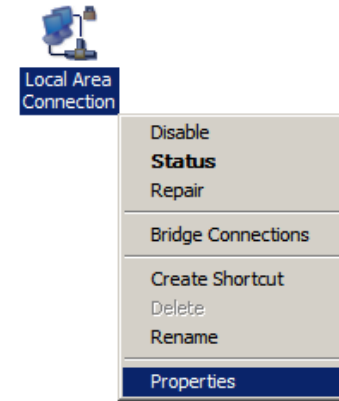 Local Area
Connection
Disable
Status
Repair
Bridge Connections
Create Shortcut
Delete
Rename
Properties